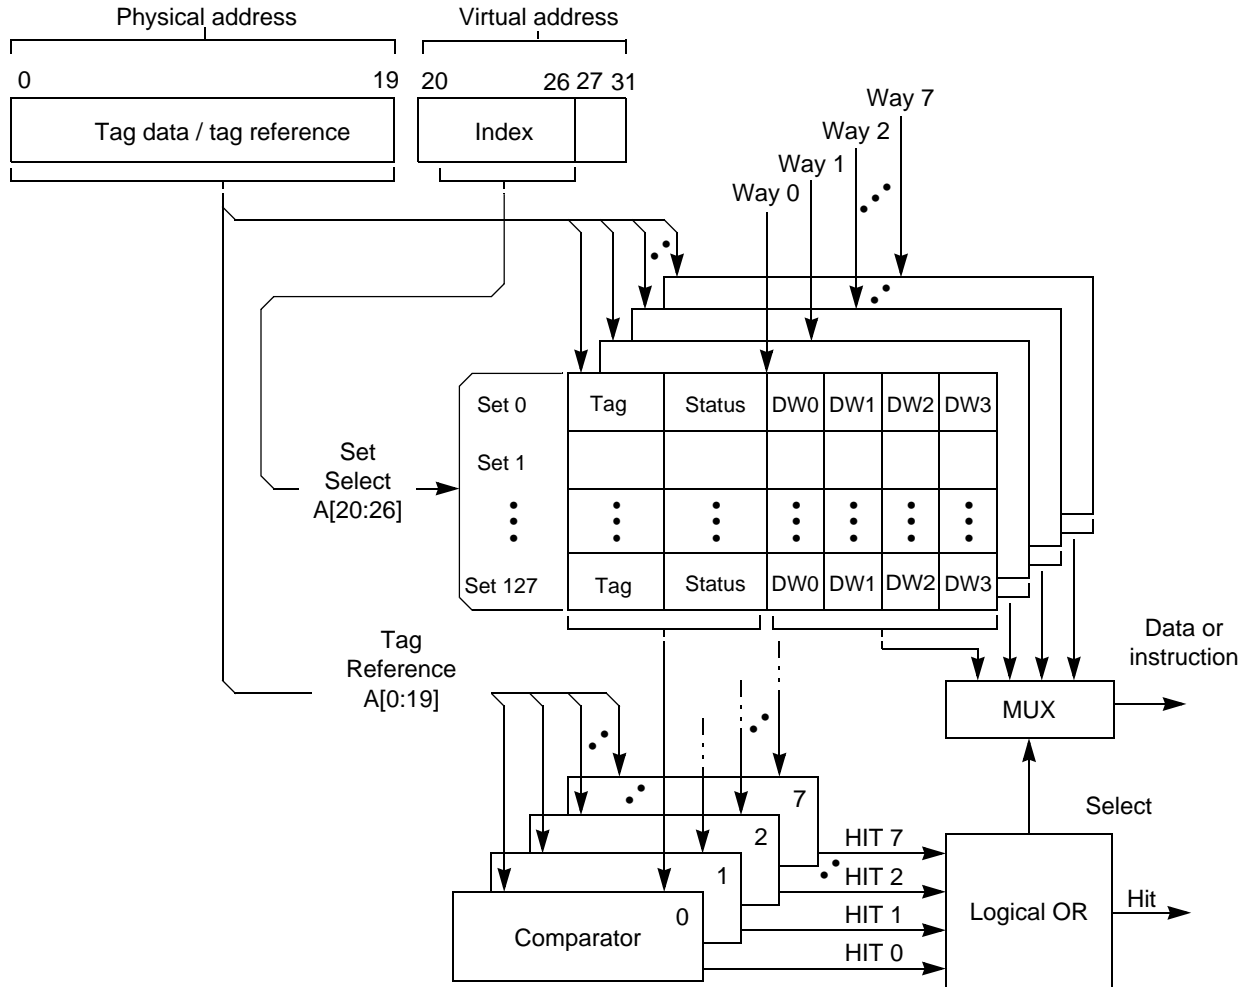 Physical address
Virtual address
0
19
20
26
27
31
Tag data / tag reference
Index
Way 7
Way 2
Way 1
Way 0
Set 0
Tag
Status
DW0
DW1
DW2
DW3
Set 1
Set
Select
A[20:26]
Set 127
Tag
Status
DW0
DW1
DW2
DW3
Tag
Reference
A[0:19]
Data or
instruction
MUX
Select
7
2
1
0
Comparator
HIT 7
HIT 2
HIT 1
HIT 0
Logical OR
Hit